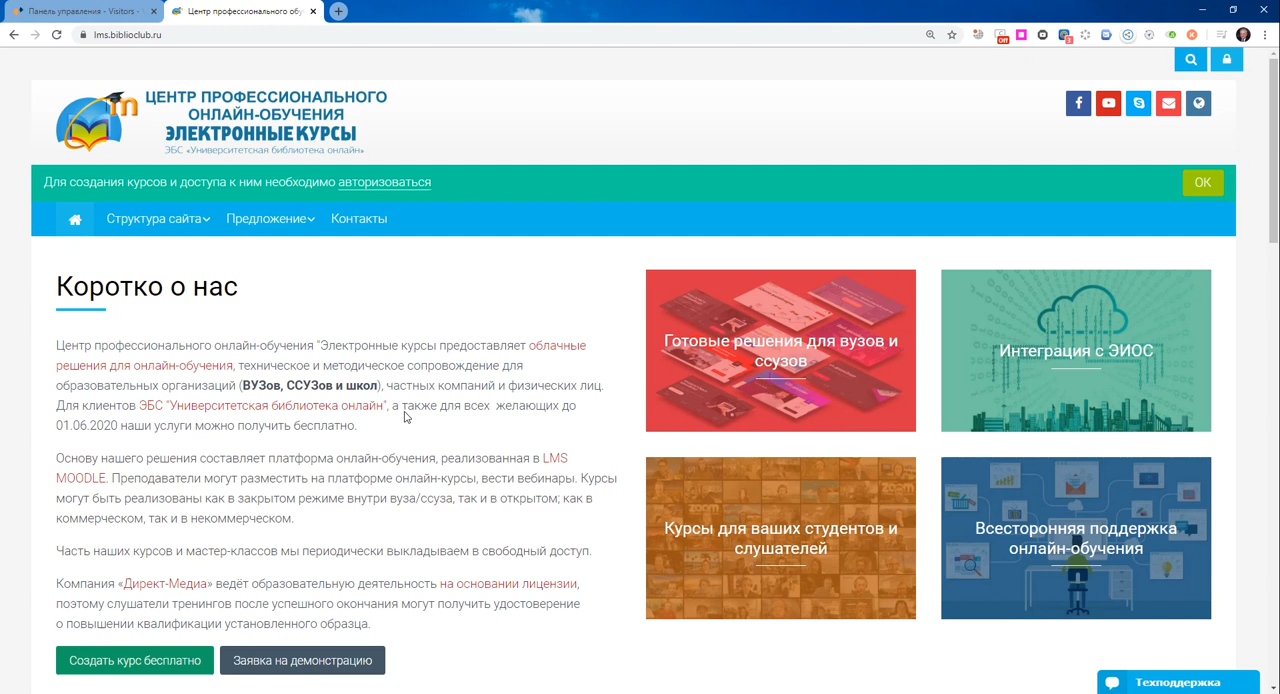 Панель управления - Visitors -
Центр профессионального обу
lms.biblioclub.ru
Off
3
ЦЕНТР ПРОФЕССИОНАЛЬНОГО
ОНЛАЙН-ОБУЧЕНИЯ
ЭЛЕКТРОННЫЕ КУРСЫ
ЭБС «Университетская библиотека онлайн»
Для создания курсов и доступа к ним необходимо авторизоваться
OK
Структура сайта Предложение Контакты
Коротко о нас
Центр профессионального онлайн-обучения "Электронные курсы предоставляет облачные
решения для онлайн-обучения, техническое и методическое сопровождение для
образовательных организаций (ВУЗов, ССУЗов и школ), частных компаний и физических лиц.
Для клиентов ЭБС "Университетская библиотека онлайн", а также для всех желающих до
01.06.2020 наши услуги можно получить бесплатно.
Основу нашего решения составляет платформа онлайн-обучения, реализованная в LMS
MOODLE. Преподаватели могут разместить на платформе онлайн-курсы, вести вебинары. Курсы
могут быть реализованы как в закрытом режиме внутри вуза/ссуза, так и в открытом; как в
коммерческом, так и в некоммерческом.
Часть наших курсов и мастер-классов мы периодически выкладываем в свободный доступ.
Компания «Директ-Медиа» ведёт образовательную деятельность на основании лицензии,
поэтому слушатели тренингов после успешного окончания могут получить удостоверение
о повышении квалификации установленного образца.
Создать курс бесплатно
Заявка на демонстрацию
Готовые решения для вузов и
ссузов
Интеграция с ЭИОС
zoom
zoom
Курсы для ваших студентов и
слушателей
Всесторонняя поддержка
онлайн-обучения
Техподдержка